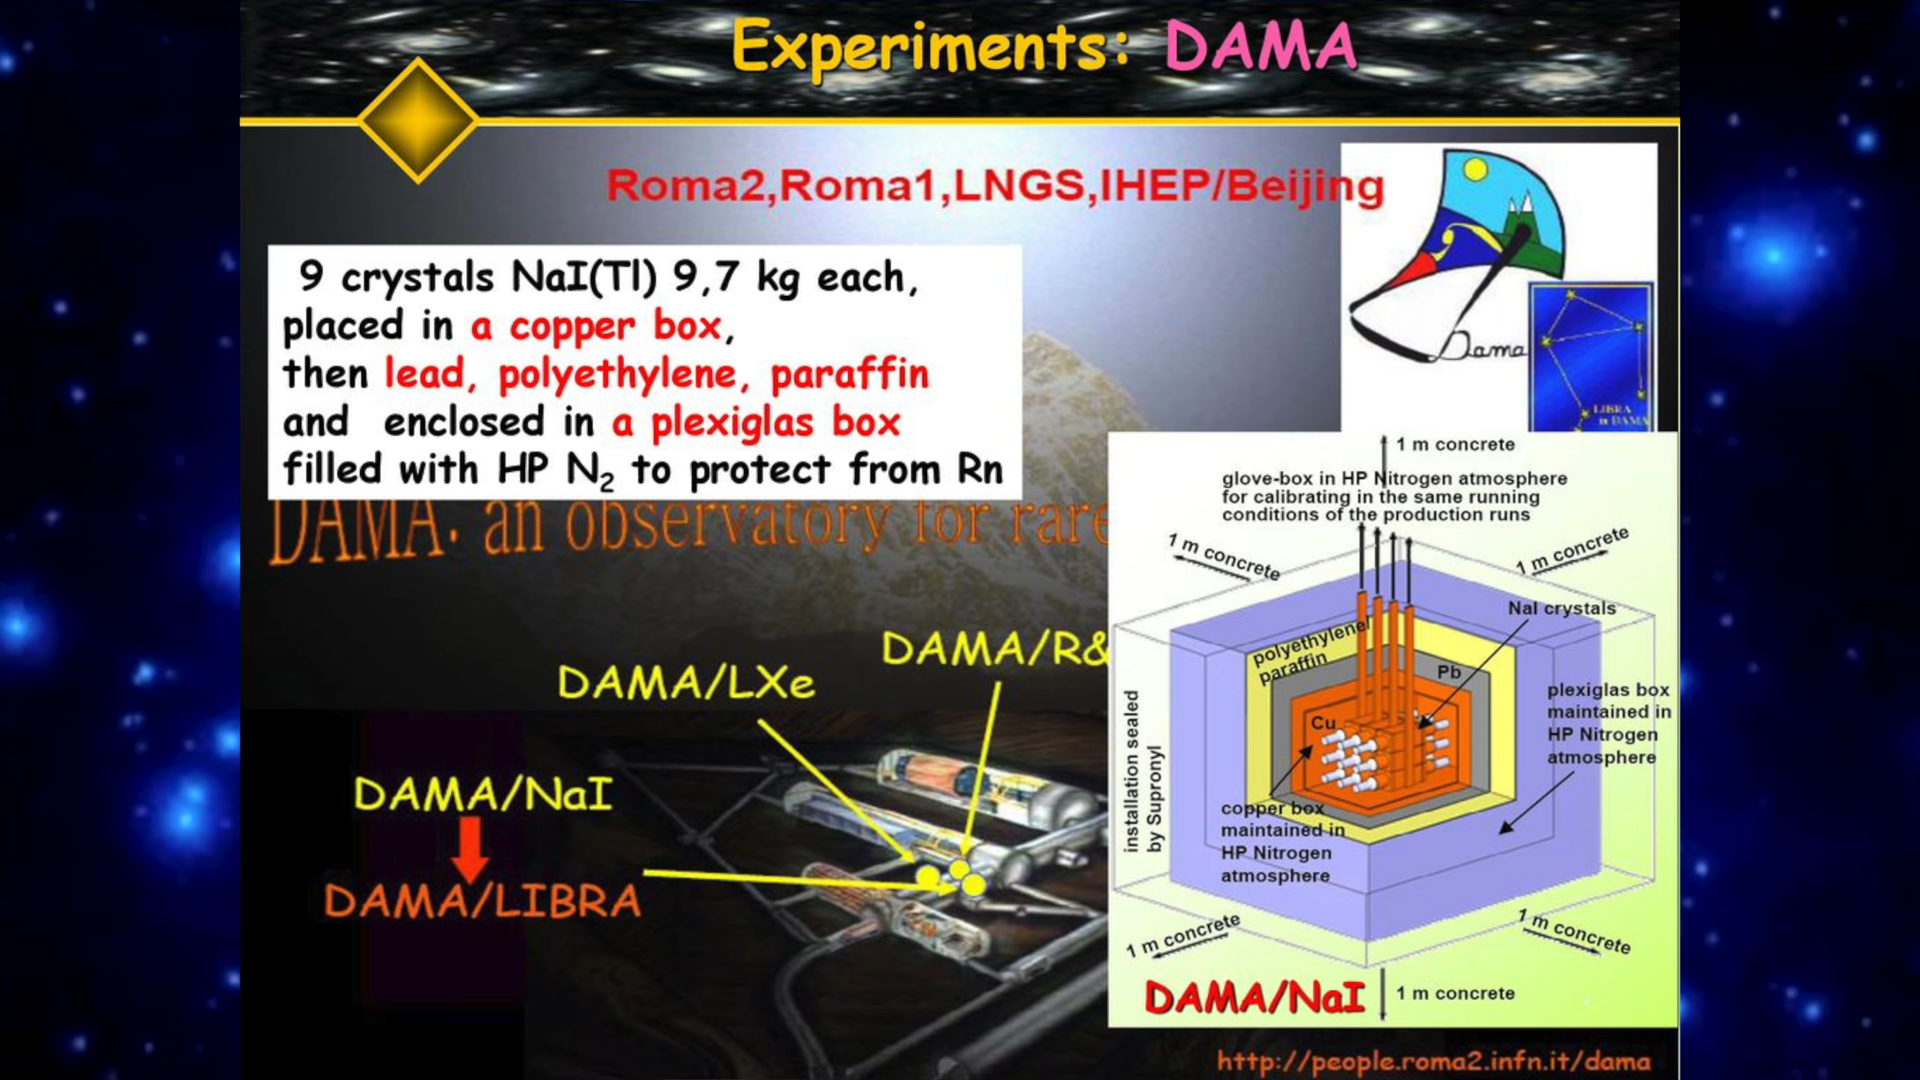 Experiments: DAMA
Roma2,Roma1,LNGS,IHEP/Beijing
9 crystals NaI(Tl) 9,7 kg each,
placed in a copper box,
then lead, polyethylene, paraffin
and enclosed in a plexiglas box
filled with HP N₂ to protect from Rn
Dama
LIBRA
in DAMA
DAMA: an observatory for rare
DAMA/R&
DAMA/LXe
DAMA/NaI
DAMA/LIBRA
1 m concrete
glove-box in HP Nitrogen atmosphere
for calibrating in the same running
conditions of the production runs
1 m concrete
1 m concrete
NaI crystals
polyethylene/
paraffin
Pb
Cu
plexiglas box
maintained in
HP Nitrogen
atmosphere
installation sealed
by Supronyl
copper box
maintained in
HP Nitrogen
atmosphere
1 m concrete
1 m concrete
DAMA/NaI
1 m concrete
http://people.roma2.infn.it/dama